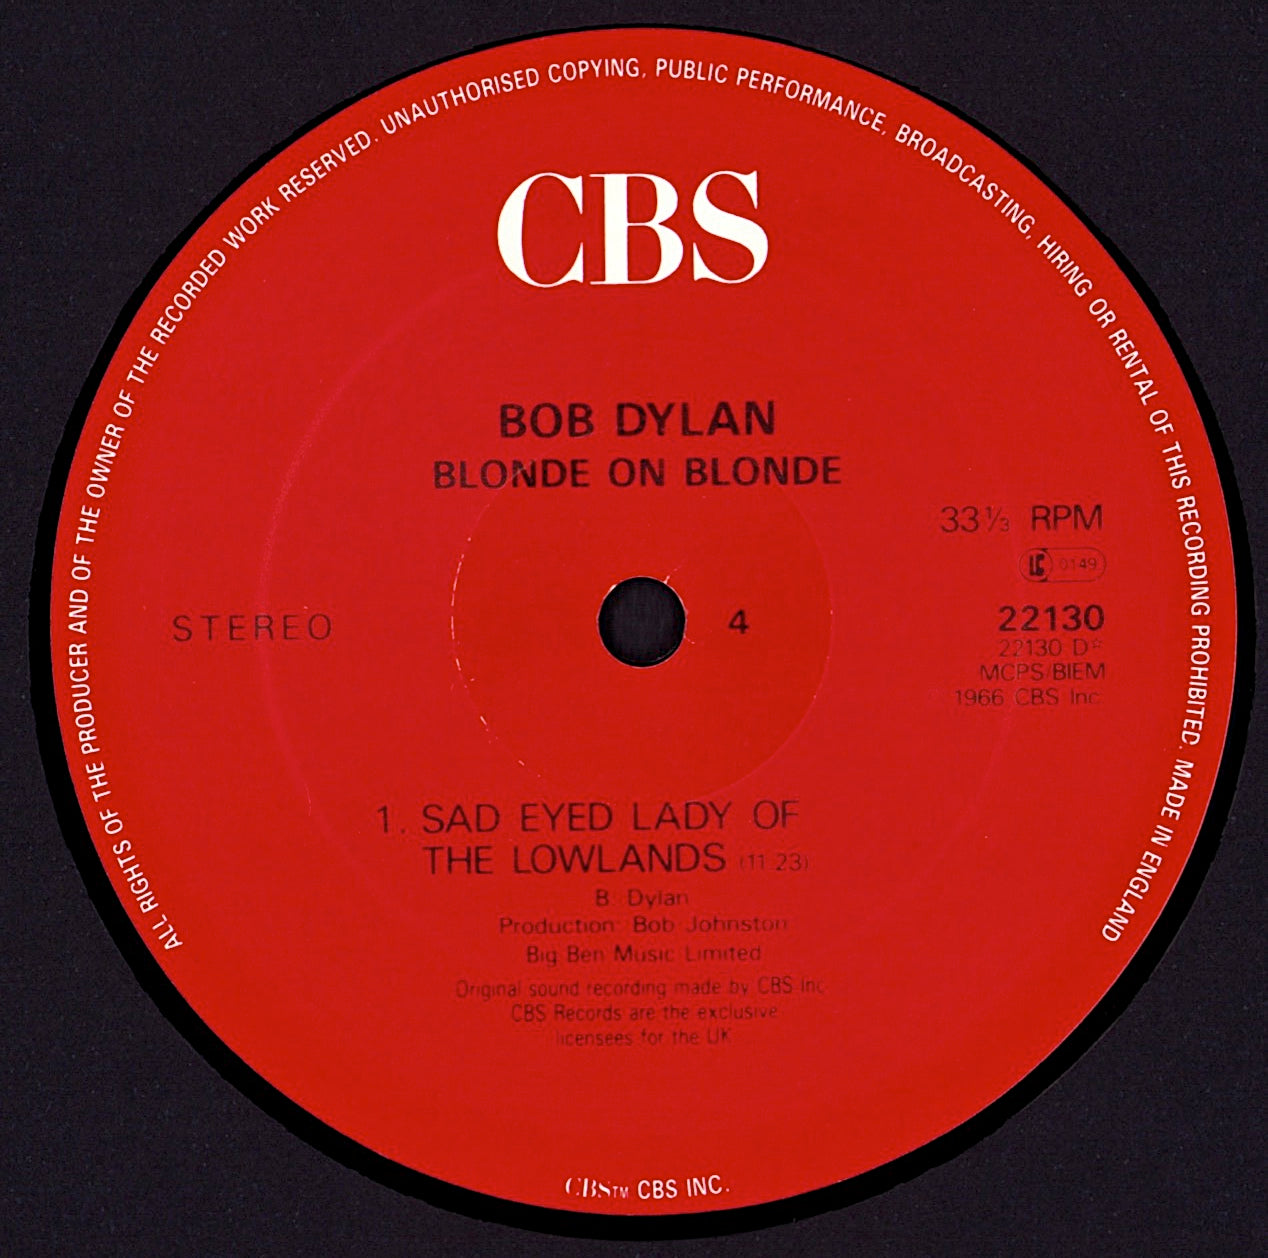 ALL RIGHTS OF THE PRODUCER AND OF THE OWNER OF THE RECORDED WORK RESERVED. UNAUTHORISED COPYING, PUBLIC PERFORMANCE, BROADCASTING, HIRING OR RENTAL OF THIS RECORDING PROHIBITED. MADE IN ENGLAND
CBS
BOB DYLAN
BLONDE ON BLONDE
33 ⅓ RPM
LC 0149
STEREO
4
22130
22130 D*
MCPS/BIEM
1966 CBS Inc.
1. SAD EYED LADY OF
THE LOWLANDS (11.23)
B. Dylan
Production: Bob Johnston
Big Ben Music Limited
Original sound recording made by CBS Inc
CBS Records are the exclusive
licensees for the UK
CBS™ CBS INC.